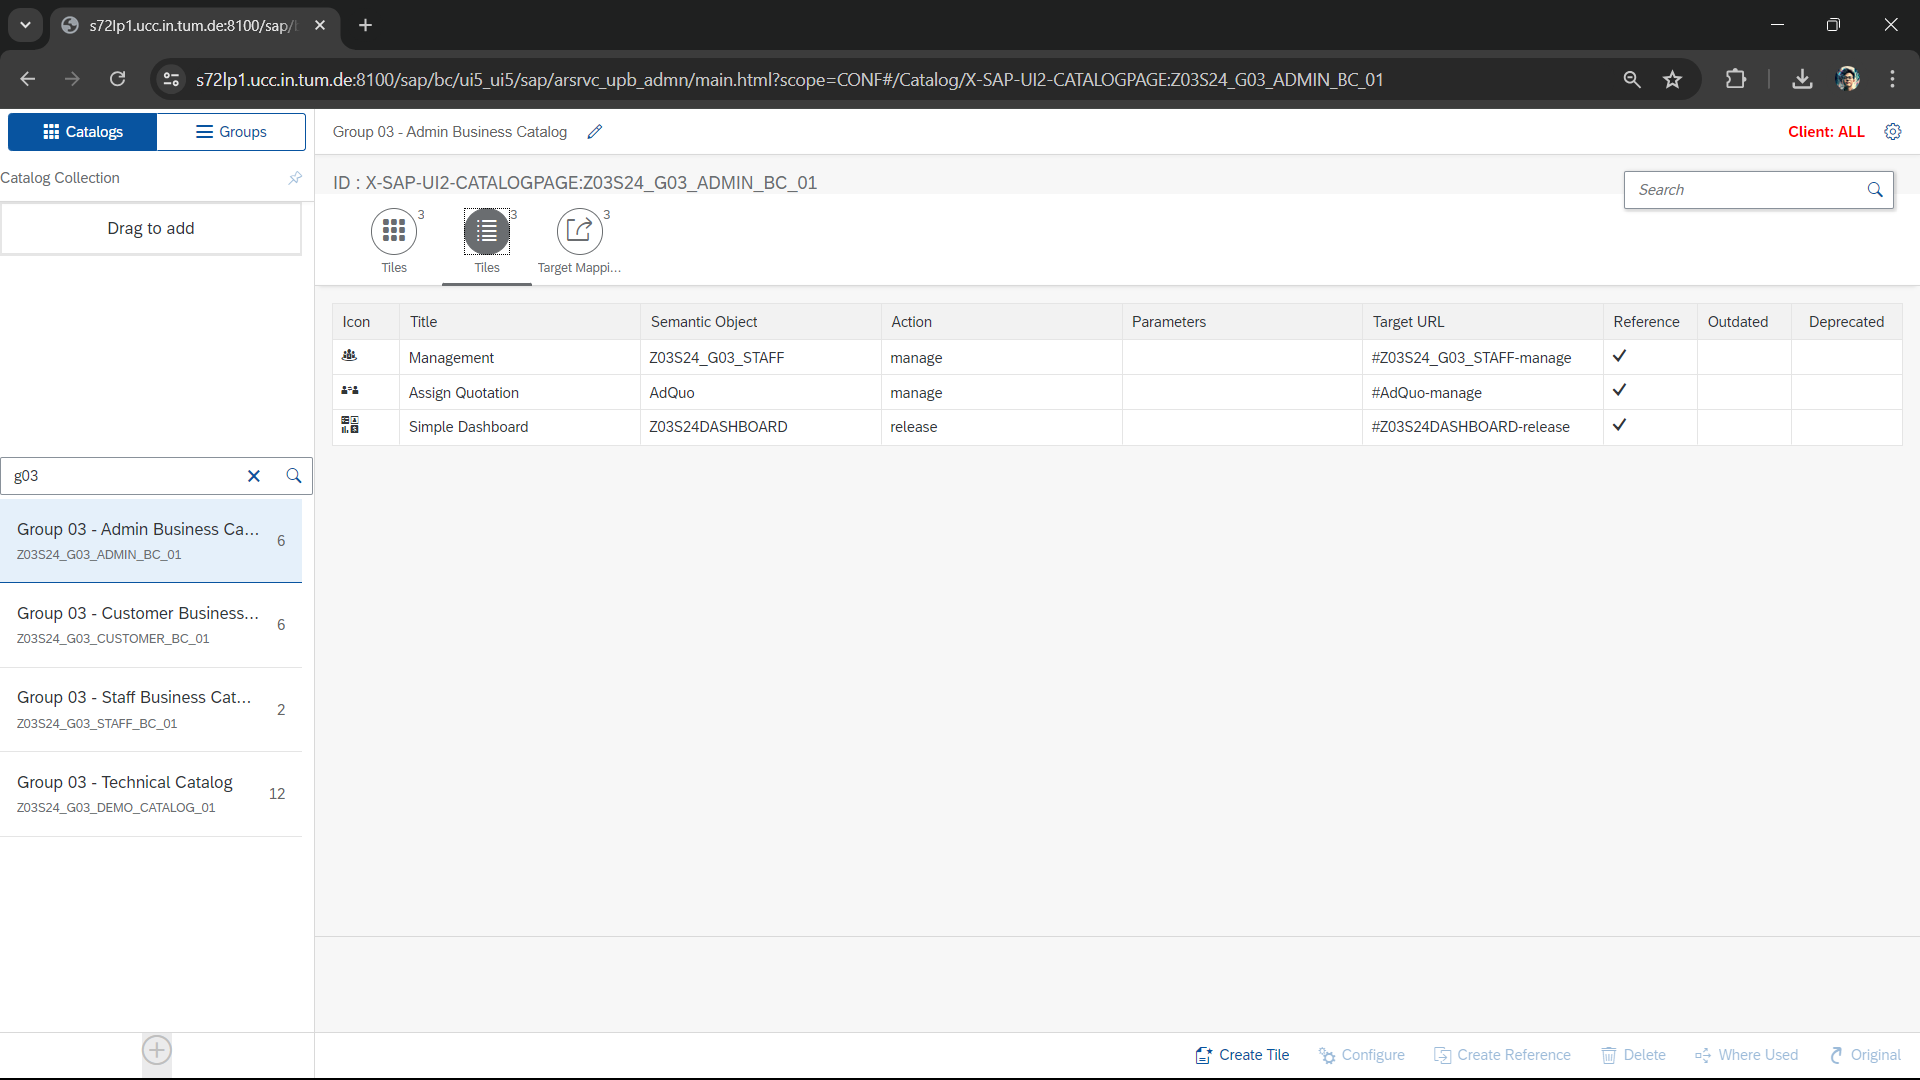 s72lp1.ucc.in.tum.de:8100/sap/b
s72lp1.ucc.in.tum.de:8100/sap/bc/ui5_ui5/sap/arsrvc_upb_admn/main.html?scope=CONF#/Catalog/X-SAP-UI2-CATALOGPAGE:Z03S24_G03_ADMIN_BC_01
Catalogs
Groups
Group 03 - Admin Business Catalog
Client: ALL
Catalog Collection
Drag to add
ID : X-SAP-UI2-CATALOGPAGE:Z03S24_G03_ADMIN_BC_01
Search
3
Tiles
3
Tiles
3
Target Mappi...
Icon Title Semantic Object Action Parameters Target URL Reference Outdated Deprecated
Management Z03S24_G03_STAFF manage #Z03S24_G03_STAFF-manage
Assign Quotation AdQuo manage #AdQuo-manage
Simple Dashboard Z03S24DASHBOARD release #Z03S24DASHBOARD-release
g03
Group 03 - Admin Business Ca...
6
Z03S24_G03_ADMIN_BC_01
Group 03 - Customer Business...
6
Z03S24_G03_CUSTOMER_BC_01
Group 03 - Staff Business Cat...
2
Z03S24_G03_STAFF_BC_01
Group 03 - Technical Catalog
12
Z03S24_G03_DEMO_CATALOG_01
Create Tile
Configure
Create Reference
Delete
Where Used
Original